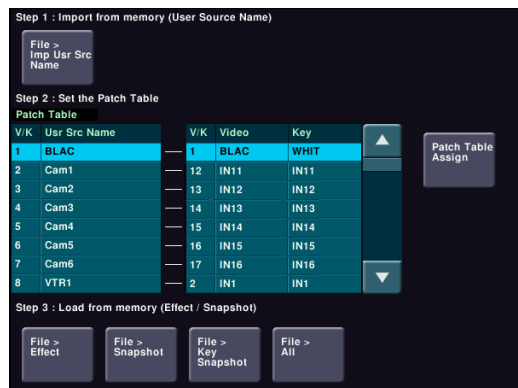 Step 1 : Import from memory (User Source Name)
File >
Imp Usr Src
Name
Step 2 : Set the Patch Table
Patch Table
V/K Usr Src Name V/K Video Key
1 BLAC 1 BLAC WHIT
2 Cam1 12 IN11 IN11
3 Cam2 13 IN12 IN12
4 Cam3 14 IN13 IN13
5 Cam4 15 IN14 IN14
6 Cam5 16 IN15 IN15
7 Cam6 17 IN16 IN16
8 VTR1 2 IN1 IN1
Patch Table
Assign
Step 3 : Load from memory (Effect / Snapshot)
File >
Effect
File >
Snapshot
File >
Key
Snapshot
File >
All